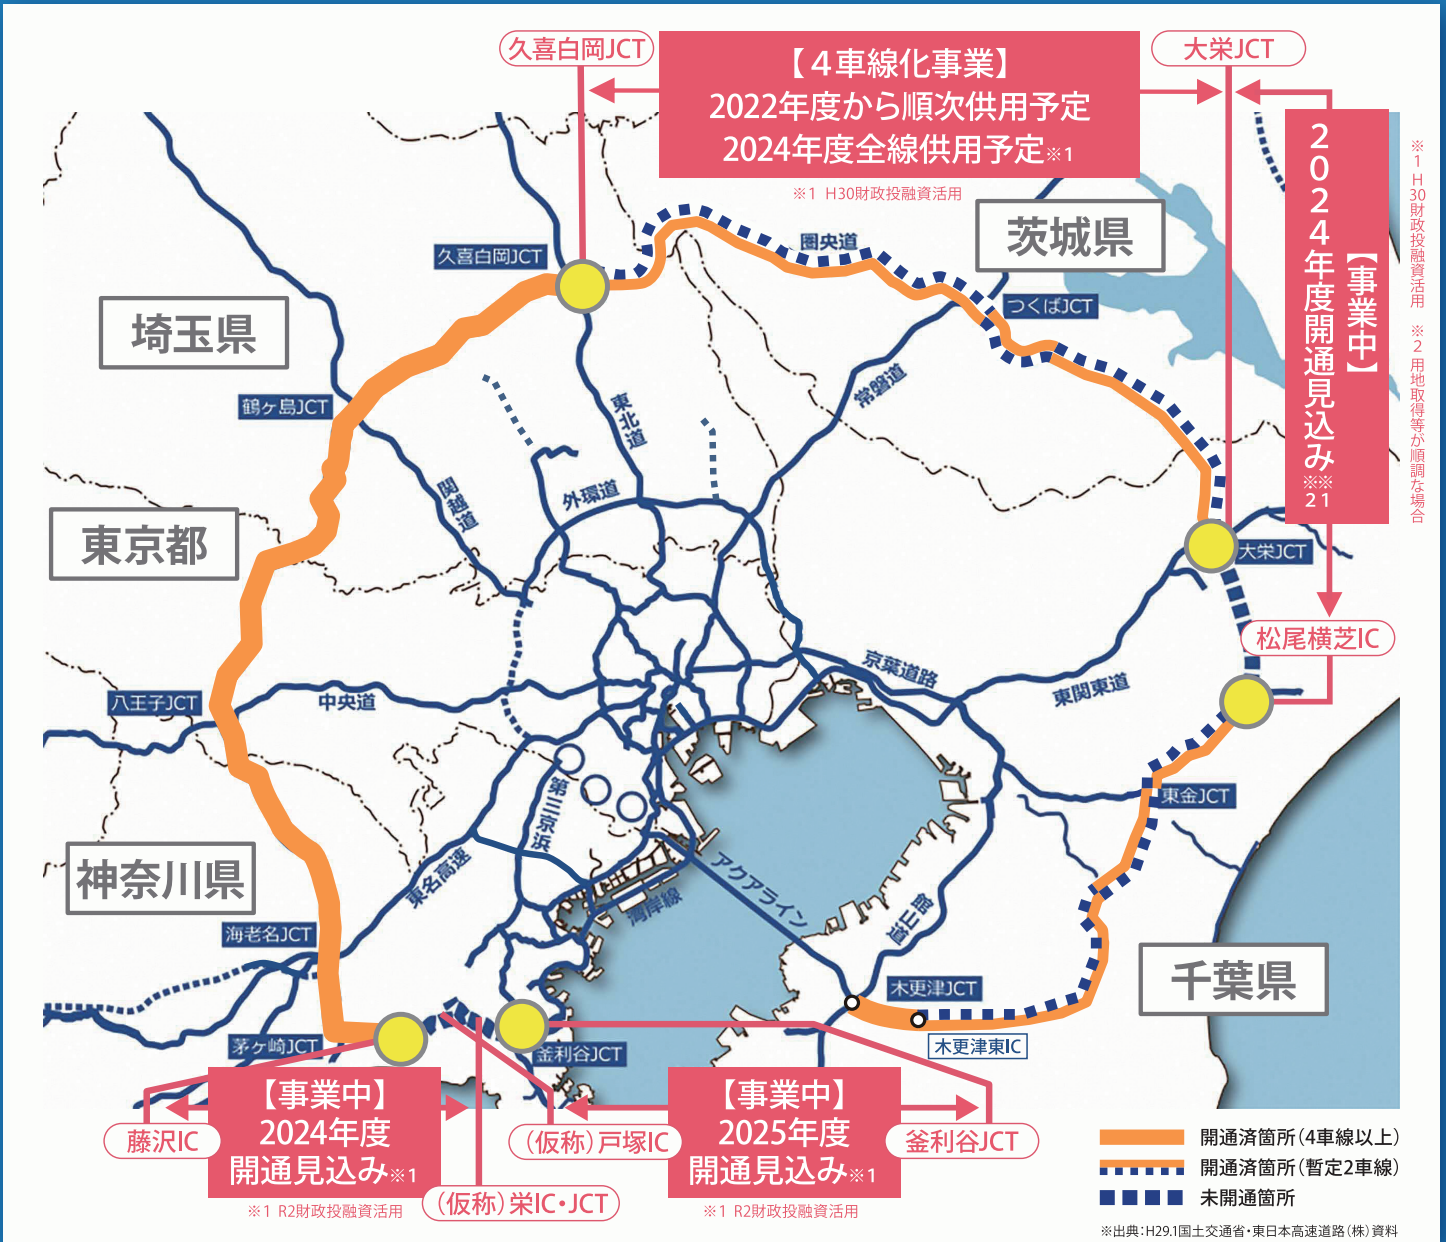 久喜白岡JCT
【4車線化事業】
2022年度から順次供用予定
2024年度全線供用予定※1
※1 H30財政投融資活用
大栄JCT
【事業中】
2024年度開通見込み※1※2
※1 H30財政投融資活用 ※2 用地取得等が順調な場合
茨城県
圏央道
久喜白岡JCT
つくばJCT
埼玉県
鶴ヶ島JCT
東北道
常磐道
関越道
外環道
東京都
大栄JCT
松尾横芝IC
京葉道路
東関東道
八王子JCT
中央道
第三京浜
東金JCT
神奈川県
東名高速
アクアライン
湾岸線
館山道
海老名JCT
千葉県
木更津JCT
木更津東IC
茅ヶ崎JCT
釜利谷JCT
藤沢IC
【事業中】
2024年度
開通見込み※1
※1 R2財政投融資活用
(仮称)戸塚IC
(仮称)栄IC・JCT
【事業中】
2025年度
開通見込み※1
※1 R2財政投融資活用
釜利谷JCT
開通済箇所(4車線以上)
開通済箇所(暫定2車線)
未開通箇所
※出典:H29.1国土交通省・東日本高速道路(株)資料